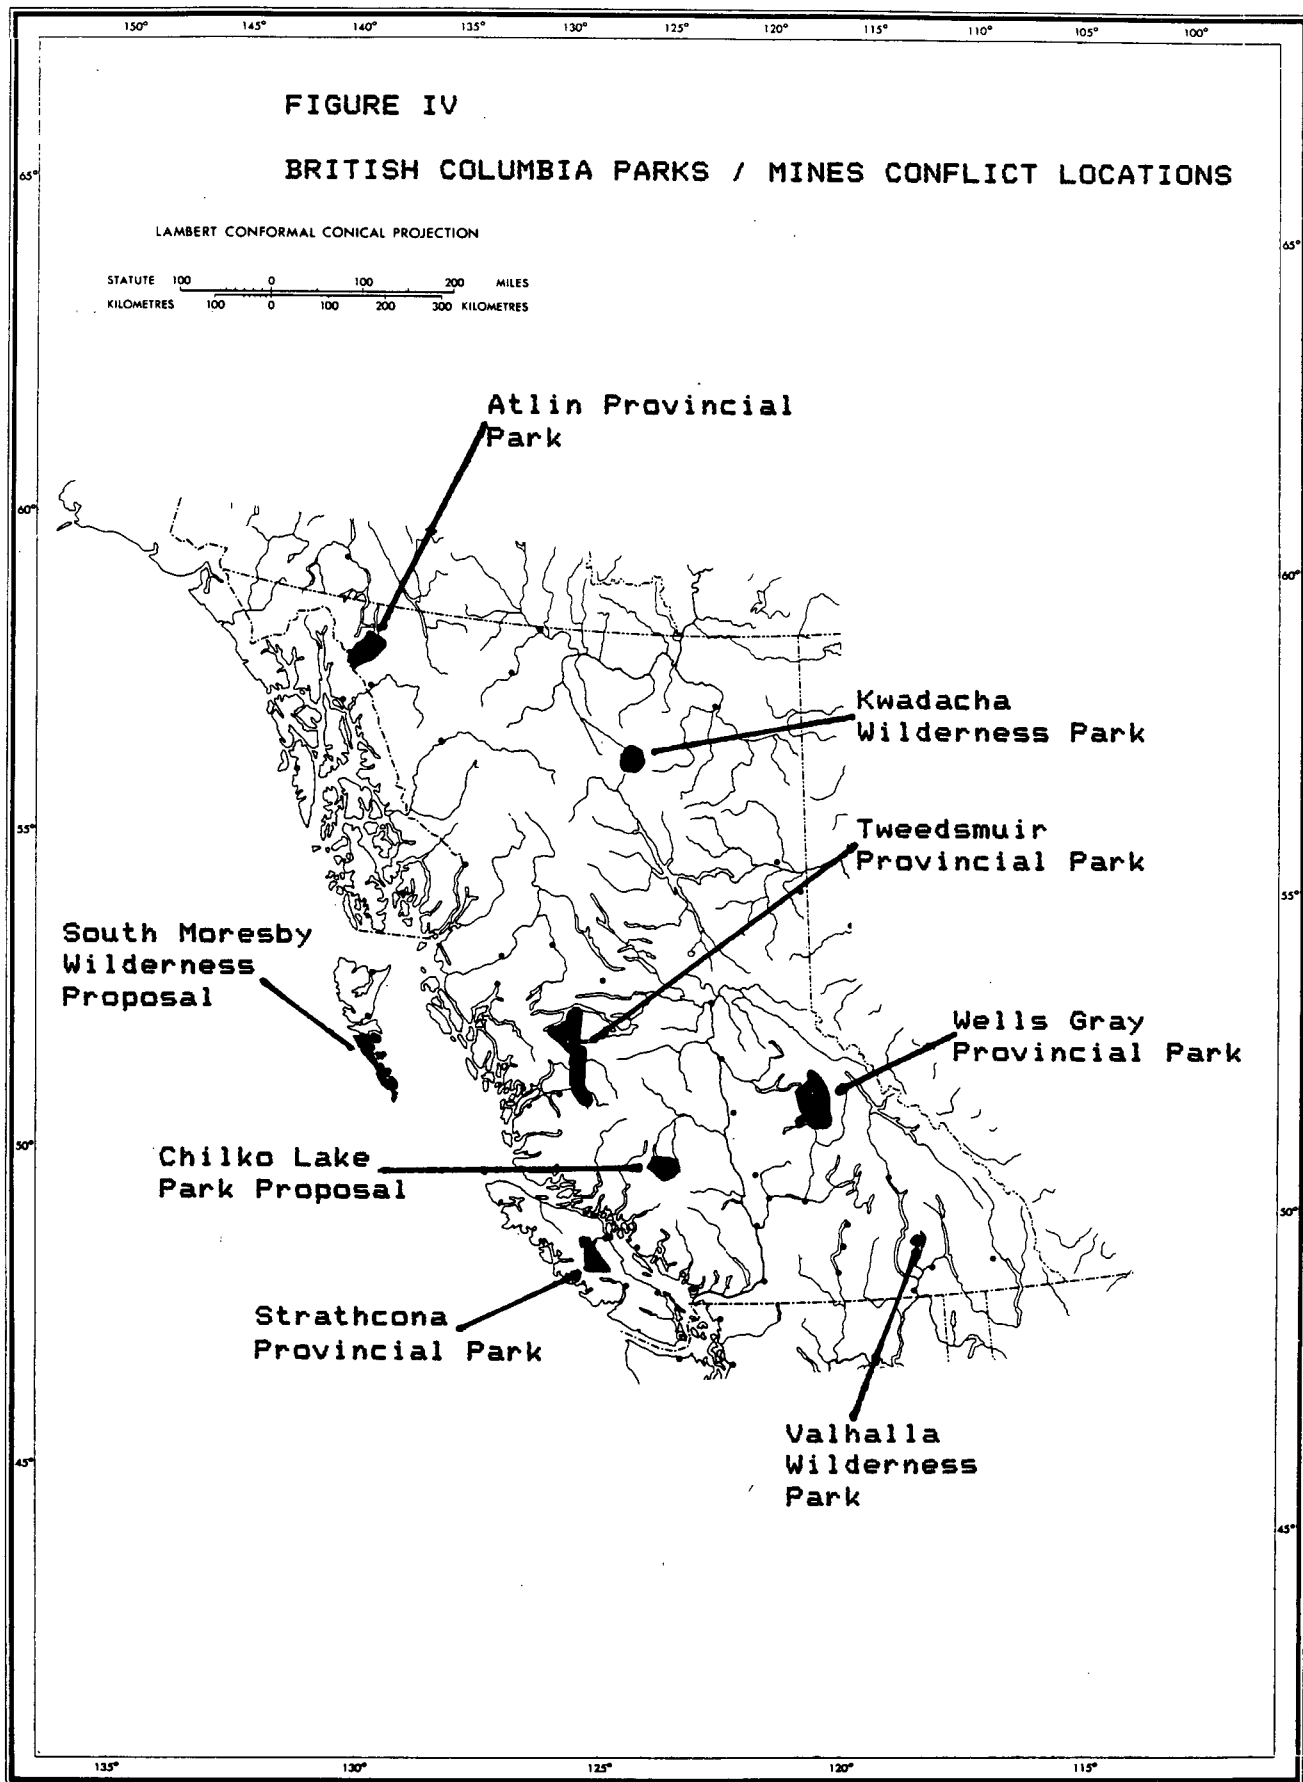 150° 145° 140° 135° 130° 125° 120° 115° 110° 105° 100°
FIGURE IV
BRITISH COLUMBIA PARKS / MINES CONFLICT LOCATIONS
65°
LAMBERT CONFORMAL CONICAL PROJECTION
65°
STATUTE 100 0 100 200 MILES
KILOMETRES 100 0 100 200 300 KILOMETRES
Atlin Provincial
Park
60°
60°
Kwadacha
Wilderness Park
55°
Tweedsmuir
Provincial Park
55°
South Moresby
Wilderness
Proposal
Wells Gray
Provincial Park
50°
Chilko Lake
Park Proposal
50°
Strathcona
Provincial Park
Valhalla
Wilderness
Park
45°
45°
135° 130° 125° 120° 115°